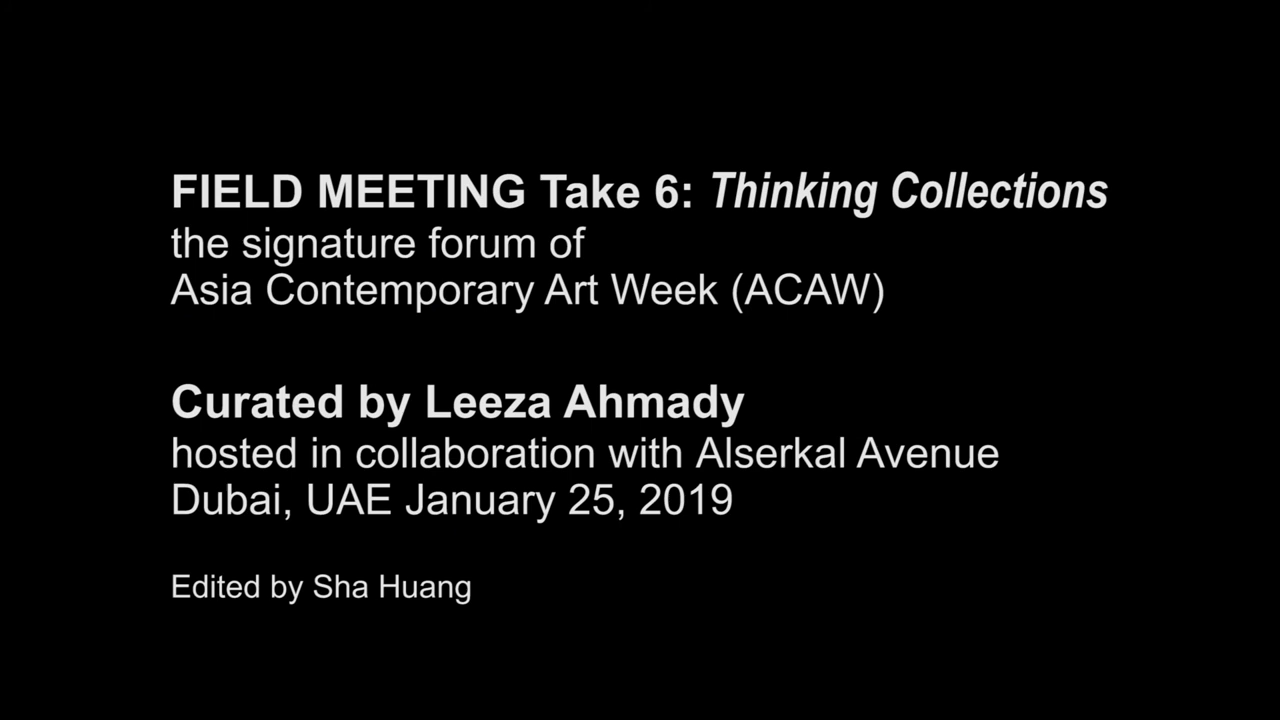 FIELD MEETING Take 6: Thinking Collections
the signature forum of
Asia Contemporary Art Week (ACAW)
Curated by Leeza Ahmady
hosted in collaboration with Alserkal Avenue
Dubai, UAE January 25, 2019
Edited by Sha Huang